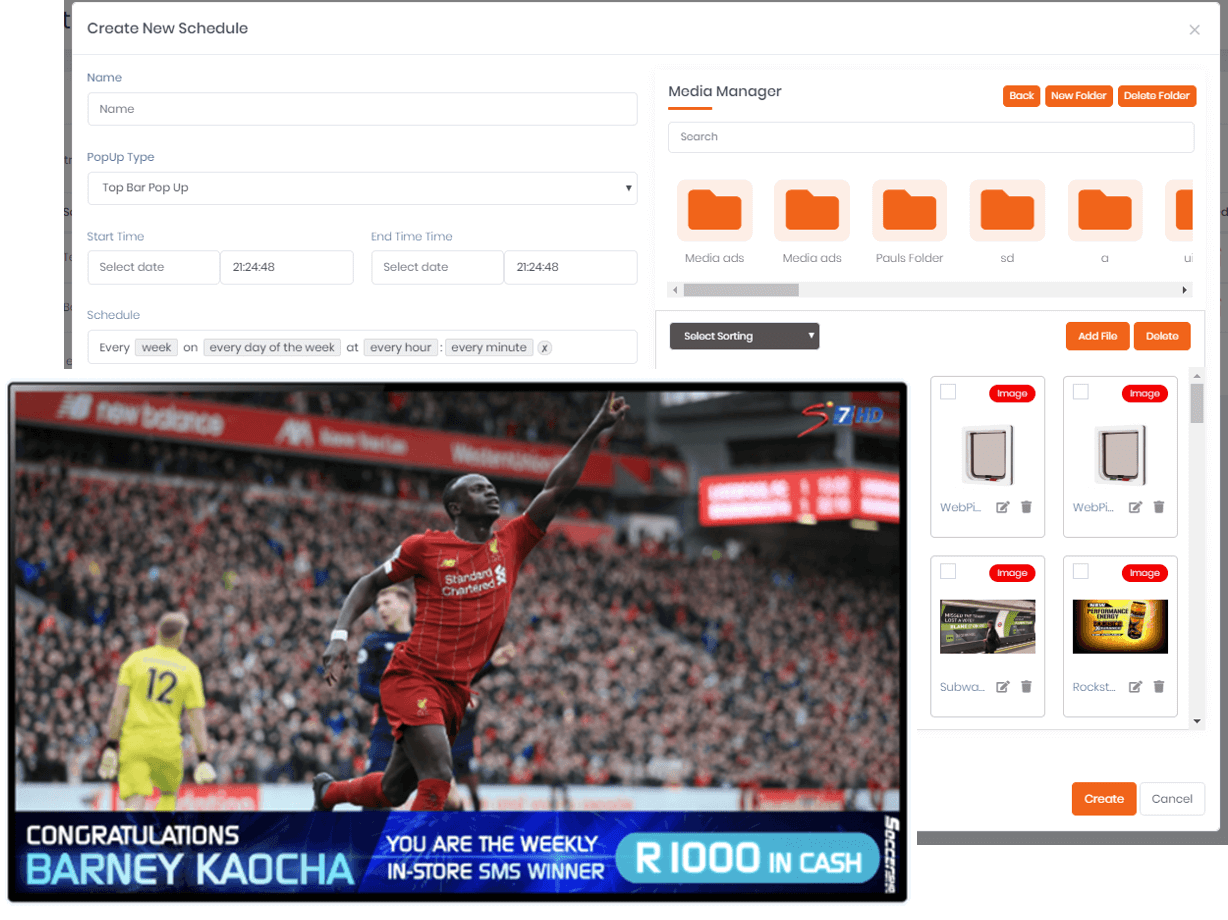 Create New Schedule
×
Name
Name
PopUp Type
Top Bar Pop Up
Start Time
End Time Time
Select date
21:24:48
Select date
21:24:48
Schedule
Every week on every day of the week at every hour : every minute x
Media Manager
Back
New Folder
Delete Folder
Search
Media ads
Media ads
Pauls Folder
sd
a
ui
Select Sorting
Add File
Delete
Image
WebPi...
Image
WebPi...
Image
Subwa...
Image
NEW
PERFORMANCE
ENERGY
Rockst...
Create
Cancel
new balance
S 7 HD
Standard
Chartered
12
CONGRATULATIONS
BARNEY KAOCHA
YOU ARE THE WEEKLY
IN-STORE SMS WINNER
R 1000 IN CASH